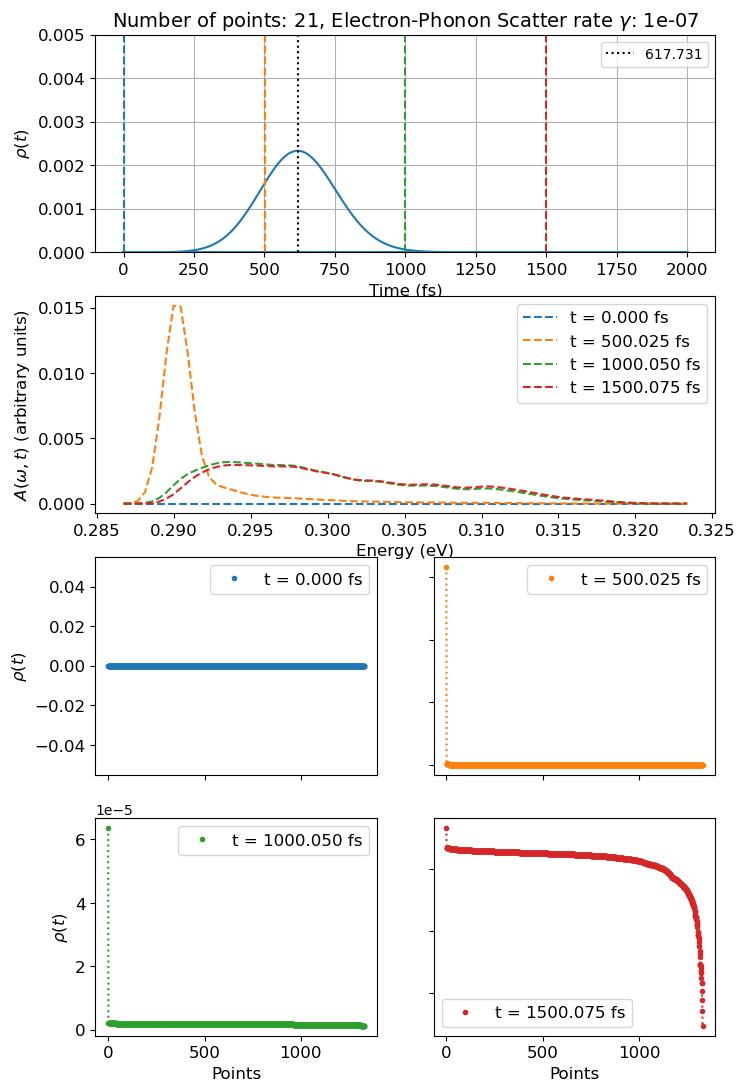 Number of points: 21, Electron-Phonon Scatter rate γ: 1e-07
0.005
0.004
0.003
0.002
0.001
0.000
ρ(t)
617.731
0 250 500 750 1000 1250 1500 1750 2000
Time (fs)
0.015
0.010
0.005
0.000
A(ω, t) (arbitrary units)
t = 0.000 fs
t = 500.025 fs
t = 1000.050 fs
t = 1500.075 fs
0.285 0.290 0.295 0.300 0.305 0.310 0.315 0.320 0.325
Energy (eV)
0.04
0.02
0.00
−0.02
−0.04
ρ(t)
t = 0.000 fs
t = 500.025 fs
1e−5
6
4
2
0
ρ(t)
t = 1000.050 fs
0 500 1000
Points
t = 1500.075 fs
0 500 1000
Points